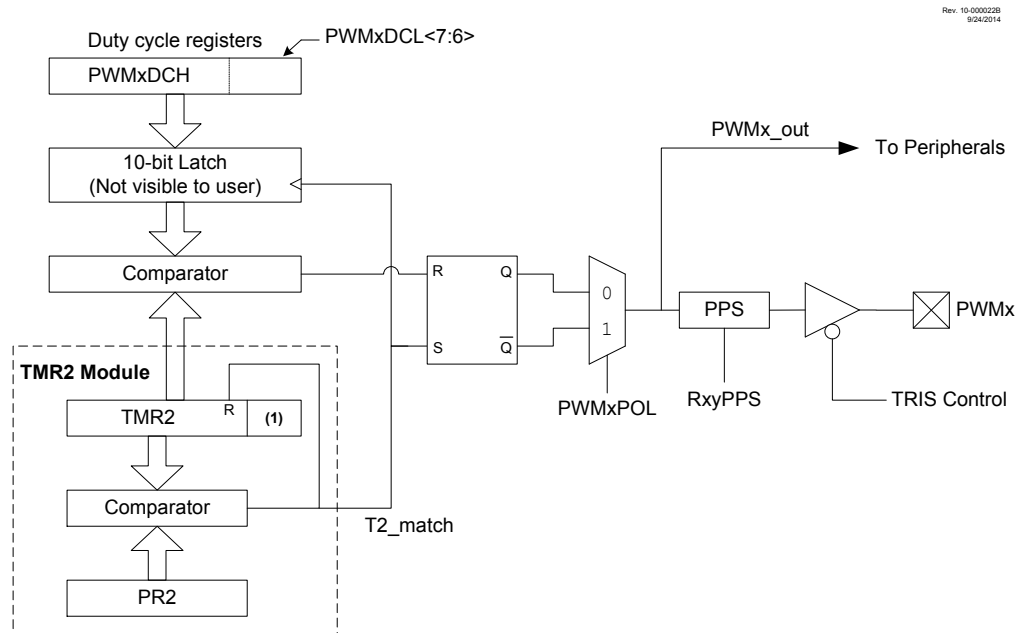 Rev. 10-000022B
9/24/2014
Duty cycle registers
PWMxDCL<7:6>
PWMxDCH
10-bit Latch
(Not visible to user)
Comparator
R
Q
S
Q̅
0
1
PWMxPOL
PWMx_out
To Peripherals
PPS
RxyPPS
PWMx
TRIS Control
TMR2 Module
R
TMR2
(1)
Comparator
T2_match
PR2